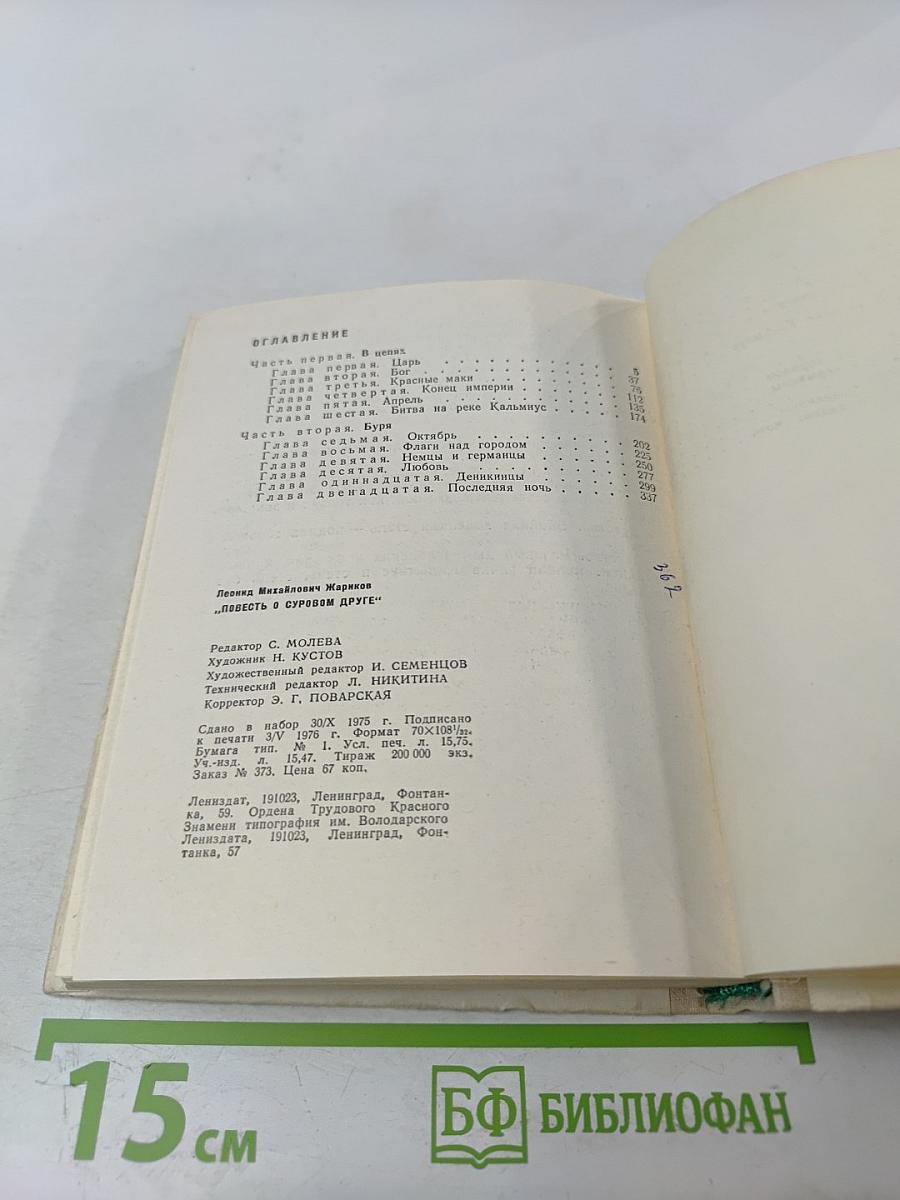 ОГЛАВЛЕНИЕ
Часть первая. В цепях
Глава первая. Царь . . . . . . . . . . . 5
Глава вторая. Бог . . . . . . . . . . . 37
Глава третья. Красные маки . . . . . . . 76
Глава четвертая. Конец империи . . . . . 112
Глава пятая. Апрель . . . . . . . . . . 135
Глава шестая. Битва на реке Кальмиус . . . . 174
Часть вторая. Буря
Глава седьмая. Октябрь . . . . . . . . 202
Глава восьмая. Флаги над городом . . . . . 225
Глава девятая. Немцы и германцы . . . . . 250
Глава десятая. Любовь . . . . . . . . 277
Глава одиннадцатая. Деникинцы . . . . . 299
Глава двенадцатая. Последняя ночь . . . . . 337
367
Леонид Михайлович Жариков
„ПОВЕСТЬ О СУРОВОМ ДРУГЕ“
Редактор С. МОЛЕВА
Художник Н. КУСТОВ
Художественный редактор И. СЕМЕНЦОВ
Технический редактор Л. НИКИТИНА
Корректор Э. Г. ПОВАРСКАЯ
Сдано в набор 30/X 1975 г. Подписано
к печати 3/V 1976 г. Формат 70×108¹/₃₂.
Бумага тип. № 1. Усл. печ. л. 15,75.
Уч.-изд. л. 15,47. Тираж 200 000 экз.
Заказ № 373. Цена 67 коп.
Лениздат, 191023, Ленинград, Фонтан-
ка, 59. Ордена Трудового Красного
Знамени типография им. Володарского
Лениздата, 191023, Ленинград, Фон-
танка, 57
15 см
БФ БИБЛИОФАН